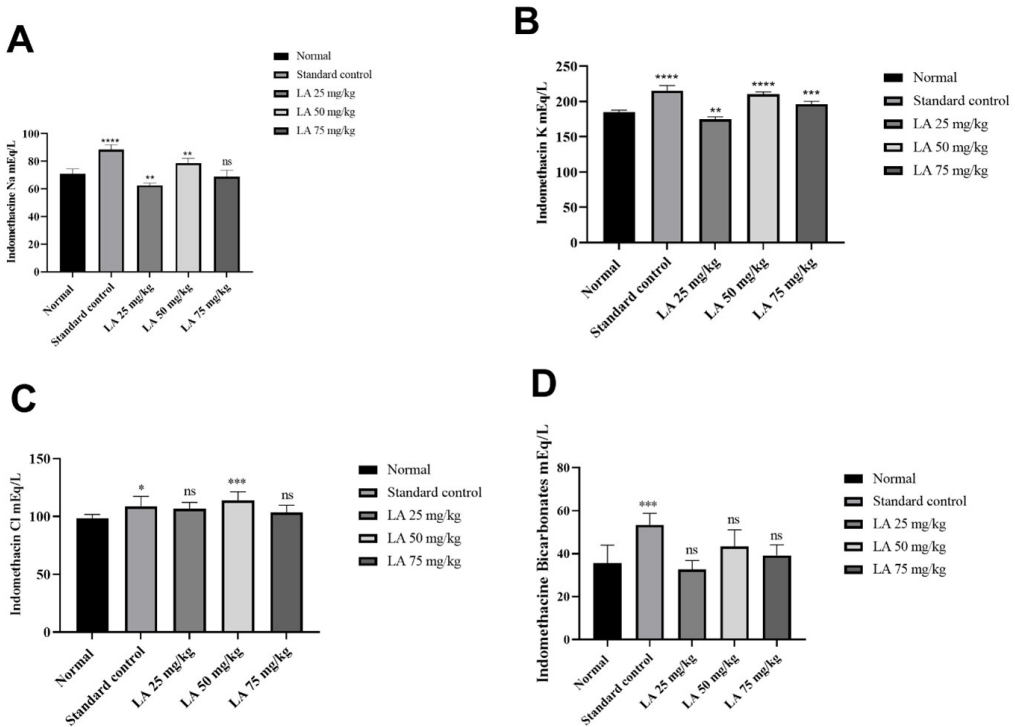 A
Normal
Standard control
LA 25 mg/kg
LA 50 mg/kg
LA 75 mg/kg
Indomethacine Na mEq/L
100
80
60
40
20
0
****
**
**
ns
Normal
Standard control
LA 25 mg/kg
LA 50 mg/kg
LA 75 mg/kg
B
Normal
Standard control
LA 25 mg/kg
LA 50 mg/kg
LA 75 mg/kg
Indomethacin K mEq/L
250
200
150
100
50
0
****
**
****
***
Normal
Standard control
LA 25 mg/kg
LA 50 mg/kg
LA 75 mg/kg
C
Normal
Standard control
LA 25 mg/kg
LA 50 mg/kg
LA 75 mg/kg
Indomethacin Cl mEq/L
150
100
50
0
*
ns
***
ns
Normal
Standard control
LA 25 mg/kg
LA 50 mg/kg
LA 75 mg/kg
D
Normal
Standard control
LA 25 mg/kg
LA 50 mg/kg
LA 75 mg/kg
Indomethacine Bicarbonates mEq/L
80
60
40
20
0
***
ns
ns
ns
Normal
Standard control
LA 25 mg/kg
LA 50 mg/kg
LA 75 mg/kg